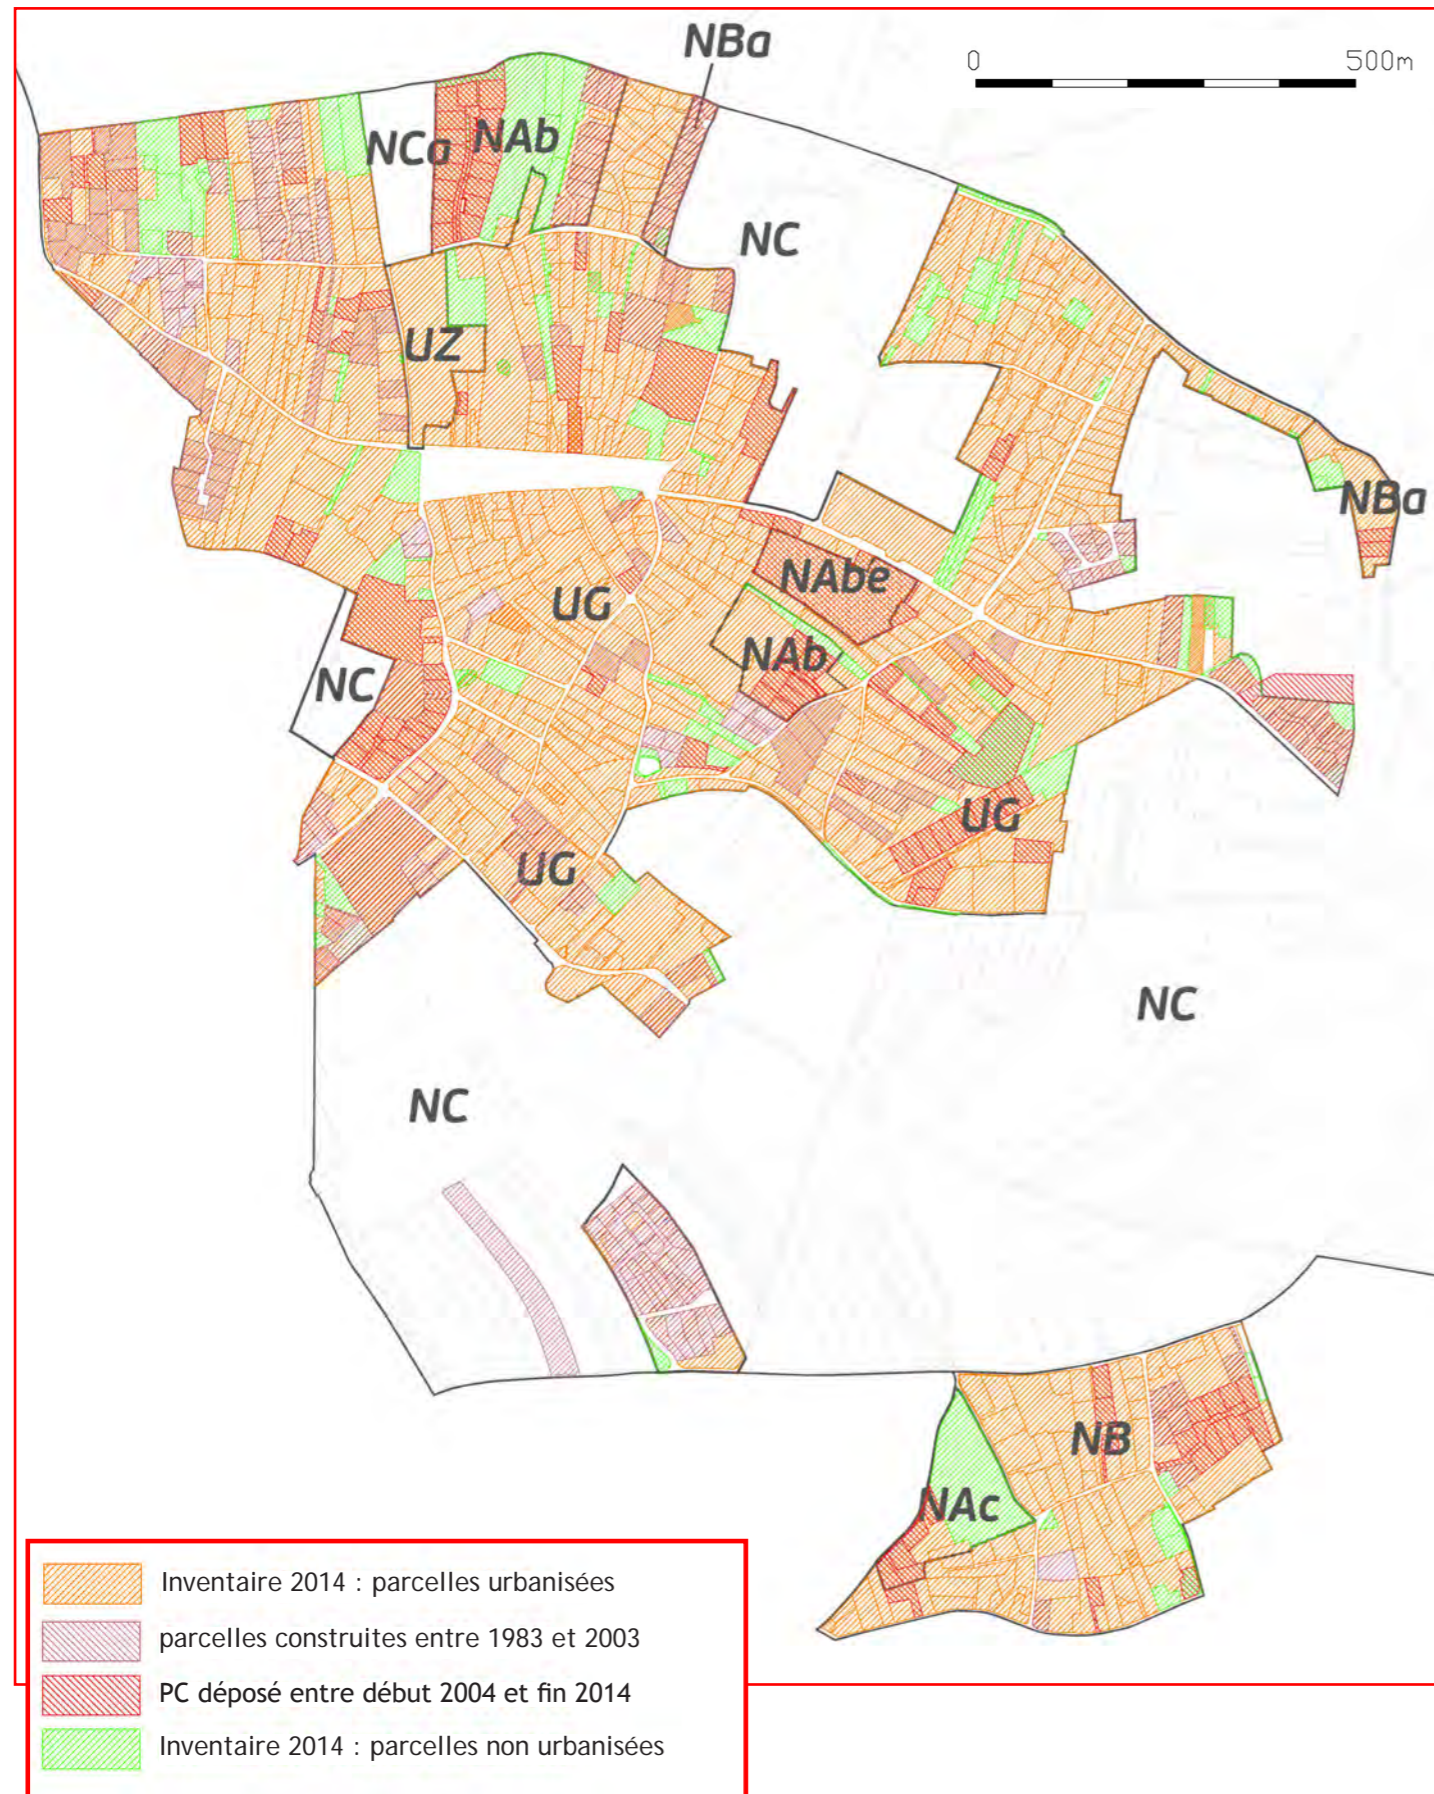 NBa
0 500m
NCa NAb
NC
UZ
NBa
NAbe
UG
NAb
NC
UG
UG
NC
NC
NB
NAc
Inventaire 2014 : parcelles urbanisées
parcelles construites entre 1983 et 2003
PC déposé entre début 2004 et fin 2014
Inventaire 2014 : parcelles non urbanisées